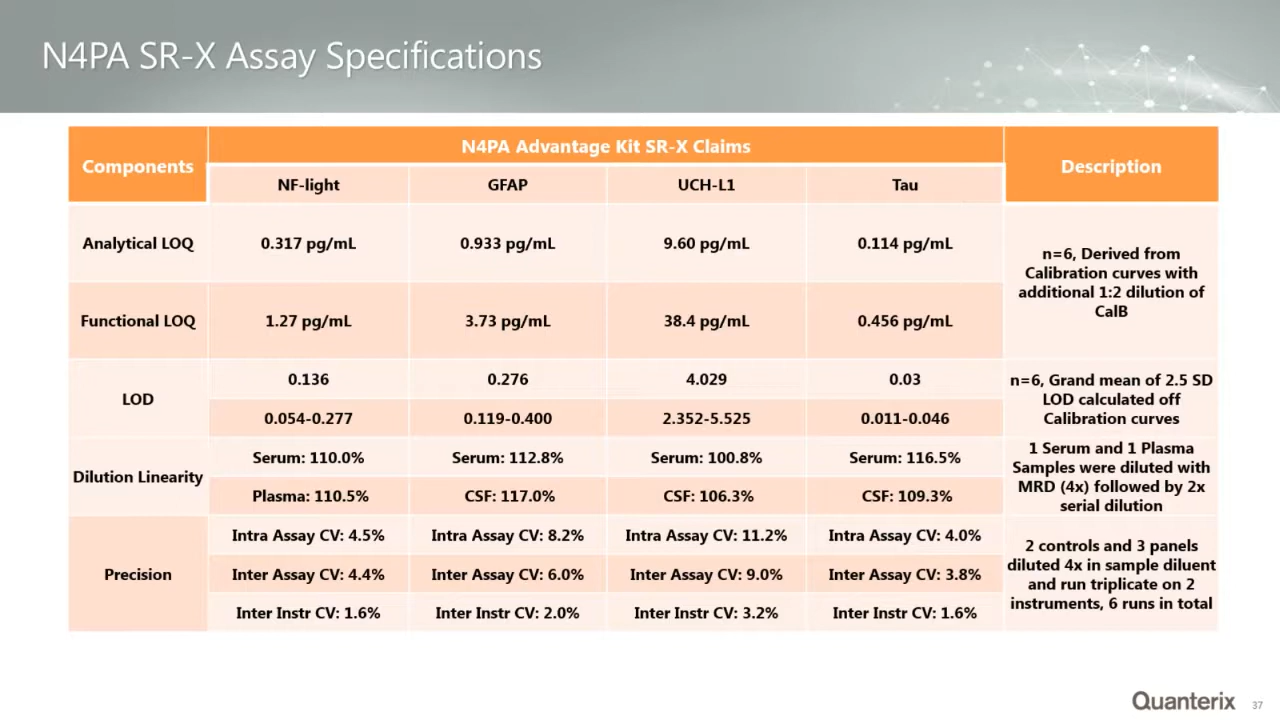 N4PA SR-X Assay Specifications
Components
N4PA Advantage Kit SR-X Claims
Description
NF-light
GFAP
UCH-L1
Tau
Analytical LOQ
0.317 pg/mL
0.933 pg/mL
9.60 pg/mL
0.114 pg/mL
n=6, Derived from
Calibration curves with
additional 1:2 dilution of
CalB
Functional LOQ
1.27 pg/mL
3.73 pg/mL
38.4 pg/mL
0.456 pg/mL
LOD
0.136
0.276
4.029
0.03
0.054-0.277
0.119-0.400
2.352-5.525
0.011-0.046
n=6, Grand mean of 2.5 SD
LOD calculated off
Calibration curves
Dilution Linearity
Serum: 110.0%
Serum: 112.8%
Serum: 100.8%
Serum: 116.5%
Plasma: 110.5%
CSF: 117.0%
CSF: 106.3%
CSF: 109.3%
1 Serum and 1 Plasma
Samples were diluted with
MRD (4x) followed by 2x
serial dilution
Precision
Intra Assay CV: 4.5%
Intra Assay CV: 8.2%
Intra Assay CV: 11.2%
Intra Assay CV: 4.0%
Inter Assay CV: 4.4%
Inter Assay CV: 6.0%
Inter Assay CV: 9.0%
Inter Assay CV: 3.8%
Inter Instr CV: 1.6%
Inter Instr CV: 2.0%
Inter Instr CV: 3.2%
Inter Instr CV: 1.6%
2 controls and 3 panels
diluted 4x in sample diluent
and run triplicate on 2
instruments, 6 runs in total
Quanterix
37